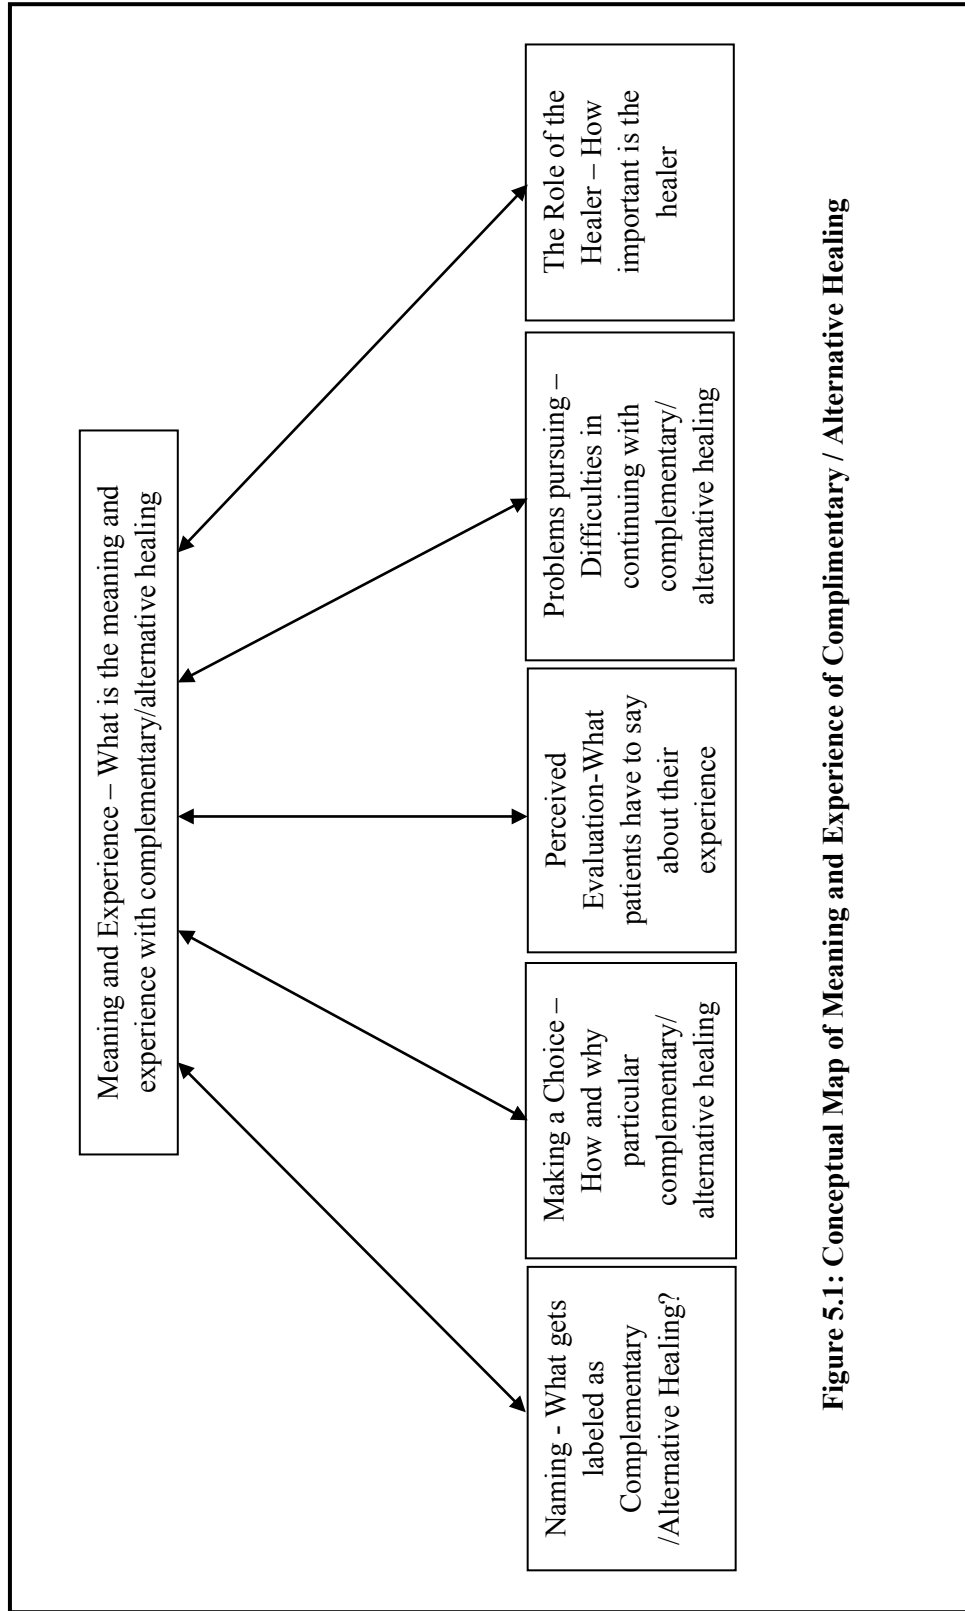 Meaning and Experience – What is the meaning and
experience with complementary/alternative healing
Naming - What gets
labeled as
Complementary
/Alternative Healing?
Making a Choice –
How and why
particular
complementary/
alternative healing
Perceived
Evaluation-What
patients have to say
about their
experience
Problems pursuing –
Difficulties in
continuing with
complementary/
alternative healing
The Role of the
Healer – How
important is the
healer
Figure 5.1: Conceptual Map of Meaning and Experience of Complimentary / Alternative Healing